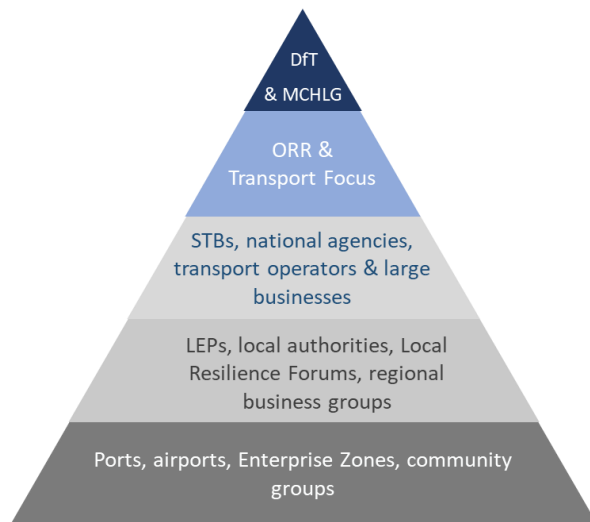 DfT
& MCHLG
ORR &
Transport Focus
STBs, national agencies,
transport operators & large
businesses
LEPs, local authorities, Local
Resilience Forums, regional
business groups
Ports, airports, Enterprise Zones, community
groups